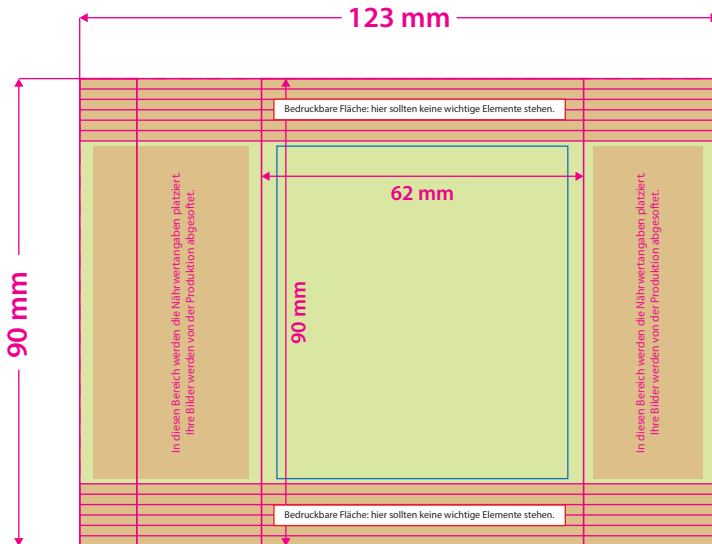 123 mm
Bedruckbare Fläche: hier sollten keine wichtige Elemente stehen.
62 mm
In diesen Bereich werden die Nährwertangaben platziert.
Ihre Bilder werden von der Produktion abgesoftet.
90 mm
90 mm
In diesen Bereich werden die Nährwertangaben platziert.
Ihre Bilder werden von der Produktion abgesoftet.
Bedruckbare Fläche: hier sollten keine wichtige Elemente stehen.